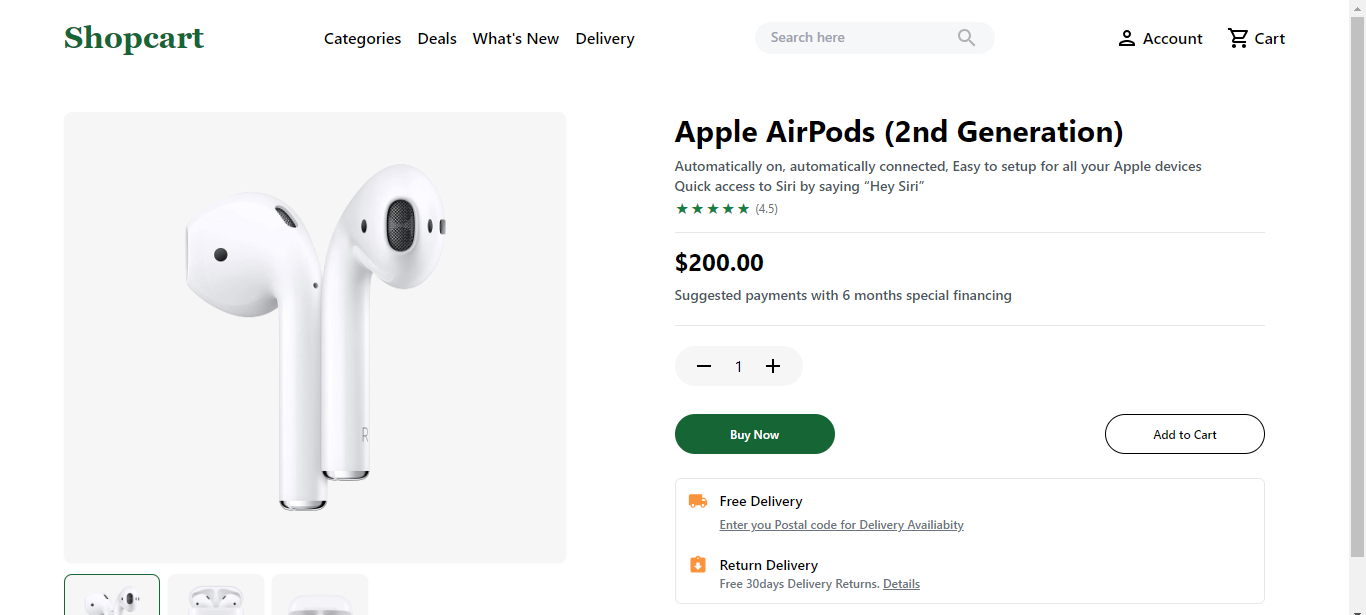 Shopcart
Categories Deals What's New Delivery
Search here
Account Cart
Apple AirPods (2nd Generation)
Automatically on, automatically connected, Easy to setup for all your Apple devices
Quick access to Siri by saying “Hey Siri”
★★★★★ (4.5)
$200.00
Suggested payments with 6 months special financing
1
Buy Now
Add to Cart
R
Free Delivery
Enter you Postal code for Delivery Availiabity
Return Delivery
Free 30days Delivery Returns. Details